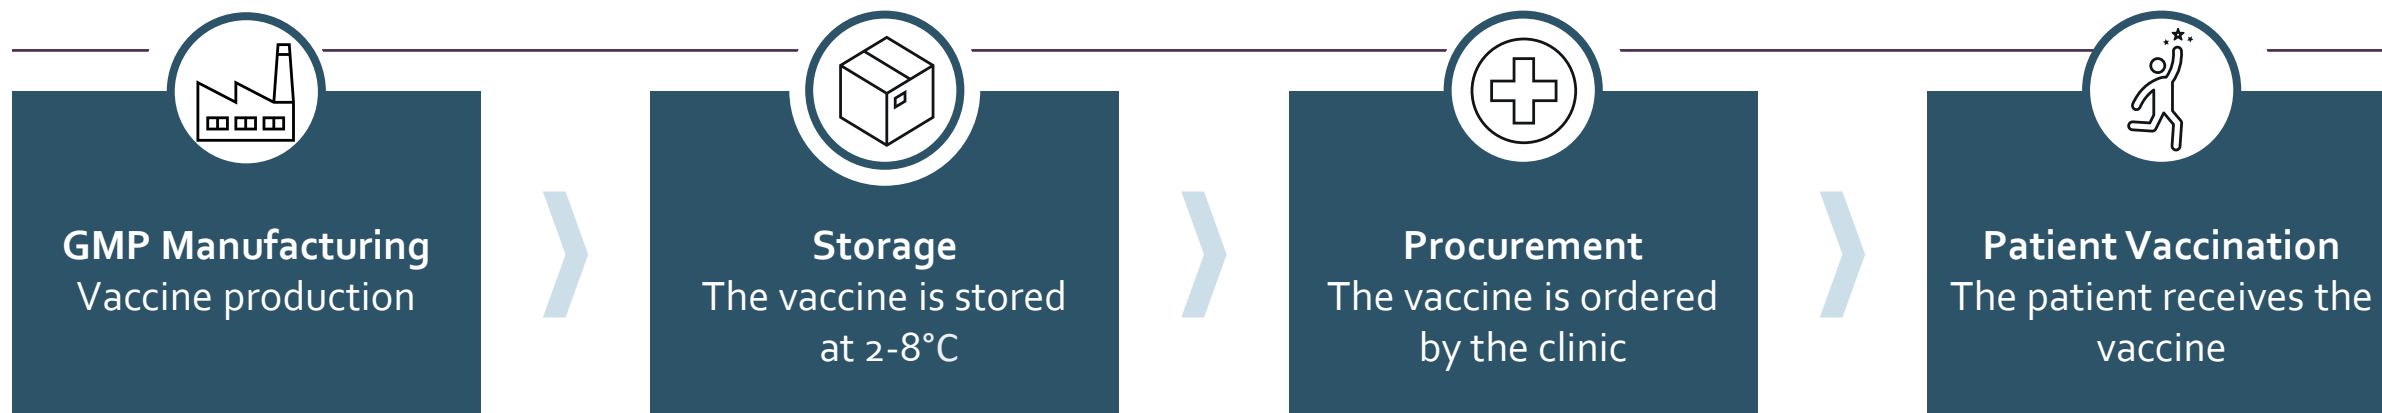 GMP Manufacturing
Vaccine production
Storage
The vaccine is stored
at 2-8°C
Procurement
The vaccine is ordered
by the clinic
Patient Vaccination
The patient receives the
vaccine